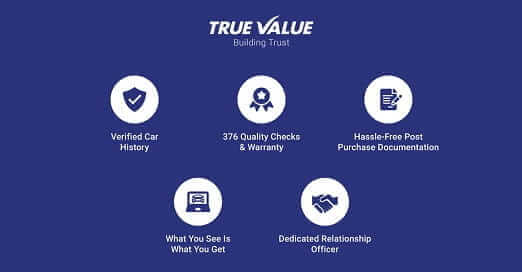 TRUE VALUE
Building Trust
Verified Car
History
376 Quality Checks
& Warranty
Hassle-Free Post
Purchase Documentation
What You See Is
What You Get
Dedicated Relationship
Officer